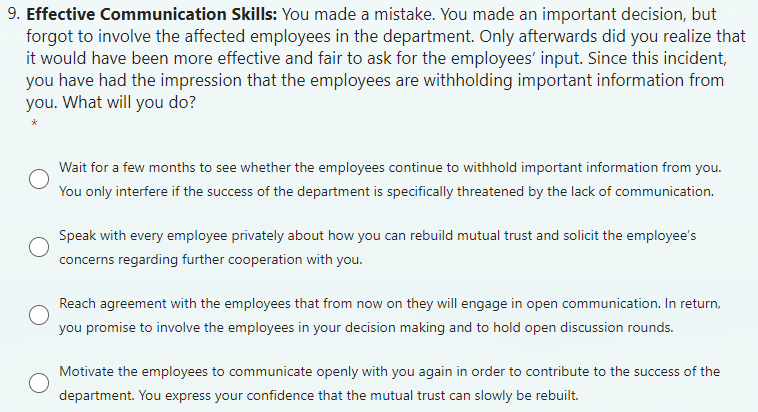 9. Effective Communication Skills: You made a mistake. You made an important decision, but
forgot to involve the affected employees in the department. Only afterwards did you realize that
it would have been more effective and fair to ask for the employees' input. Since this incident,
you have had the impression that the employees are withholding important information from
you. What will you do?
*
Wait for a few months to see whether the employees continue to withhold important information from you.
You only interfere if the success of the department is specifically threatened by the lack of communication.
Speak with every employee privately about how you can rebuild mutual trust and solicit the employee's
concerns regarding further cooperation with you.
Reach agreement with the employees that from now on they will engage in open communication. In return,
you promise to involve the employees in your decision making and to hold open discussion rounds.
Motivate the employees to communicate openly with you again in order to contribute to the success of the
department. You express your confidence that the mutual trust can slowly be rebuilt.